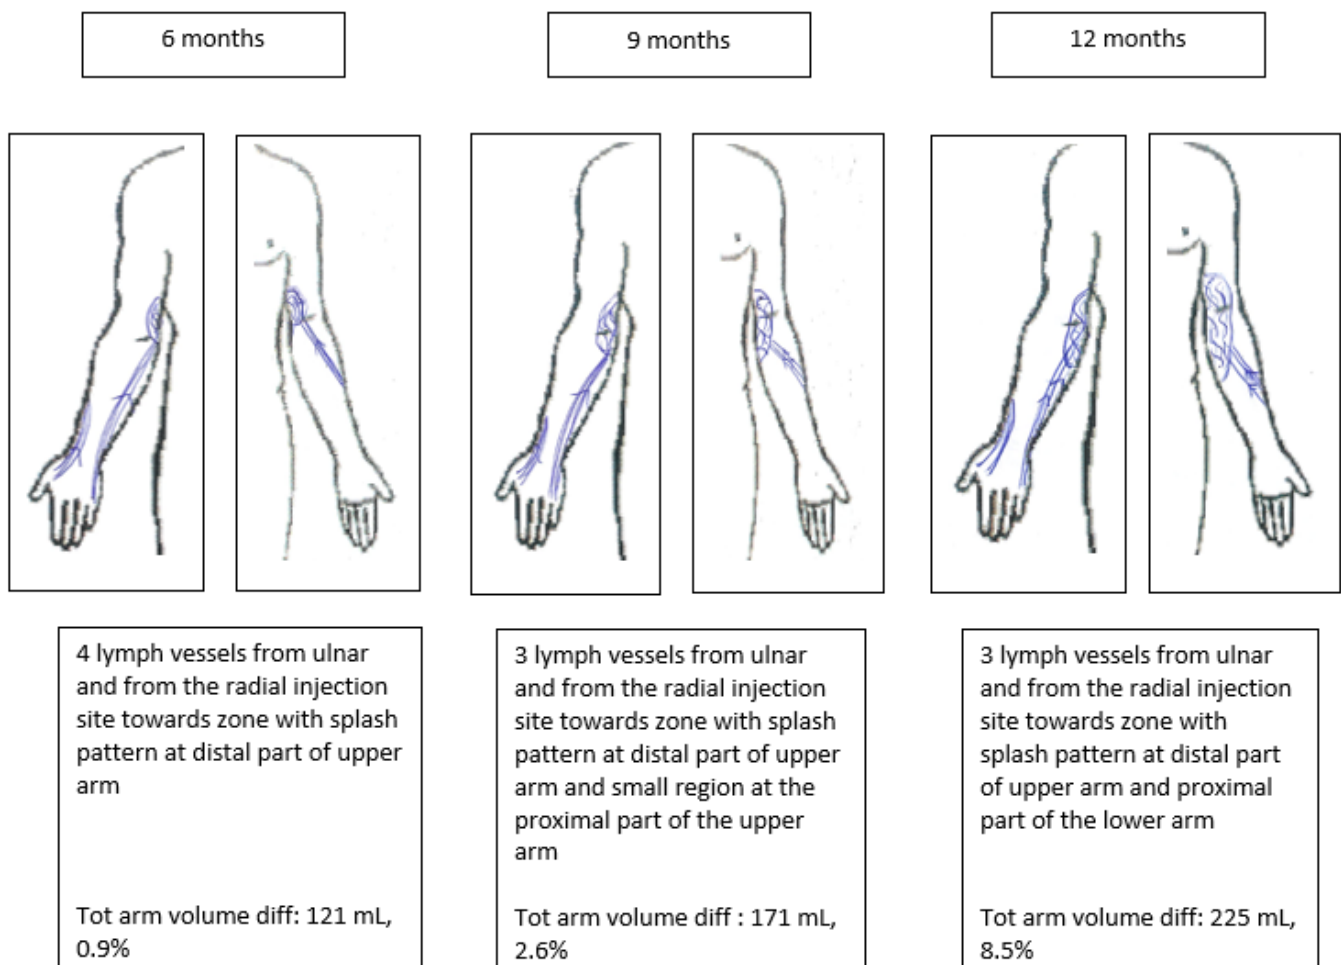 6 months
9 months
12 months
4 lymph vessels from ulnar
and from the radial injection
site towards zone with splash
pattern at distal part of upper
arm
Tot arm volume diff: 121 mL,
0.9%
3 lymph vessels from ulnar
and from the radial injection
site towards zone with splash
pattern at distal part of upper
arm and small region at the
proximal part of the upper
arm
Tot arm volume diff : 171 mL,
2.6%
3 lymph vessels from ulnar
and from the radial injection
site towards zone with
splash pattern at distal part
of upper arm and proximal
part of the lower arm
Tot arm volume diff: 225 mL,
8.5%